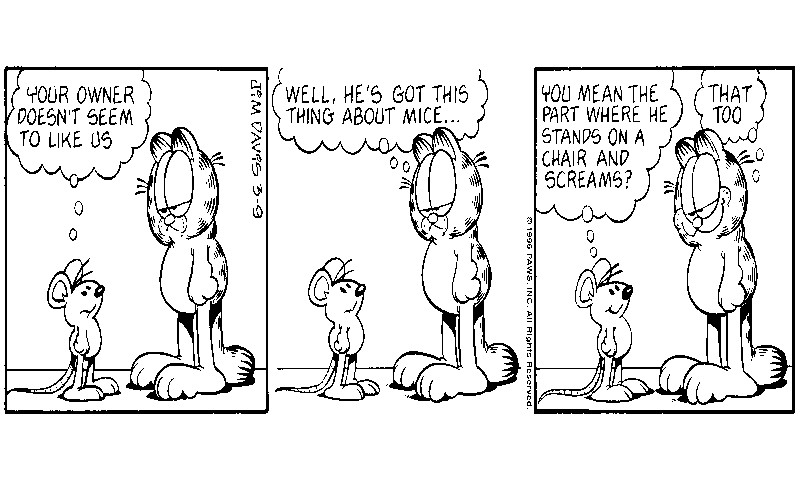 YOUR OWNER
DOESN'T SEEM
TO LIKE US
JIM DAVIS 3-9
WELL, HE'S GOT THIS
THING ABOUT MICE...
© 1996 PAWS, INC. All Rights Reserved.
YOU MEAN THE
PART WHERE HE
STANDS ON A
CHAIR AND
SCREAMS?
THAT
TOO